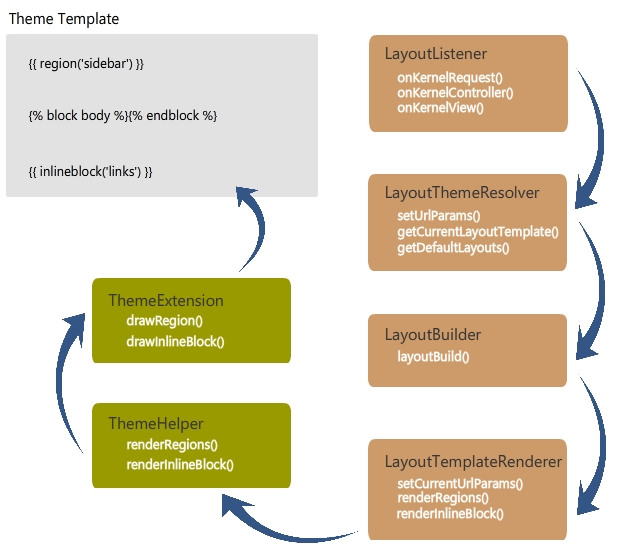 Theme Template
{{ region('sidebar') }}
{% block body %}{% endblock %}
{{ inlineblock('links') }}
LayoutListener
onKernelRequest()
onKernelController()
onKernelView()
LayoutThemeResolver
setUrlParams()
getCurrentLayoutTemplate()
getDefaultLayouts()
LayoutBuilder
layoutBuild()
LayoutTemplateRenderer
setCurrentUrlParams()
renderRegions()
renderInlineBlock()
ThemeHelper
renderRegions()
renderInlineBlock()
ThemeExtension
drawRegion()
drawInlineBlock()